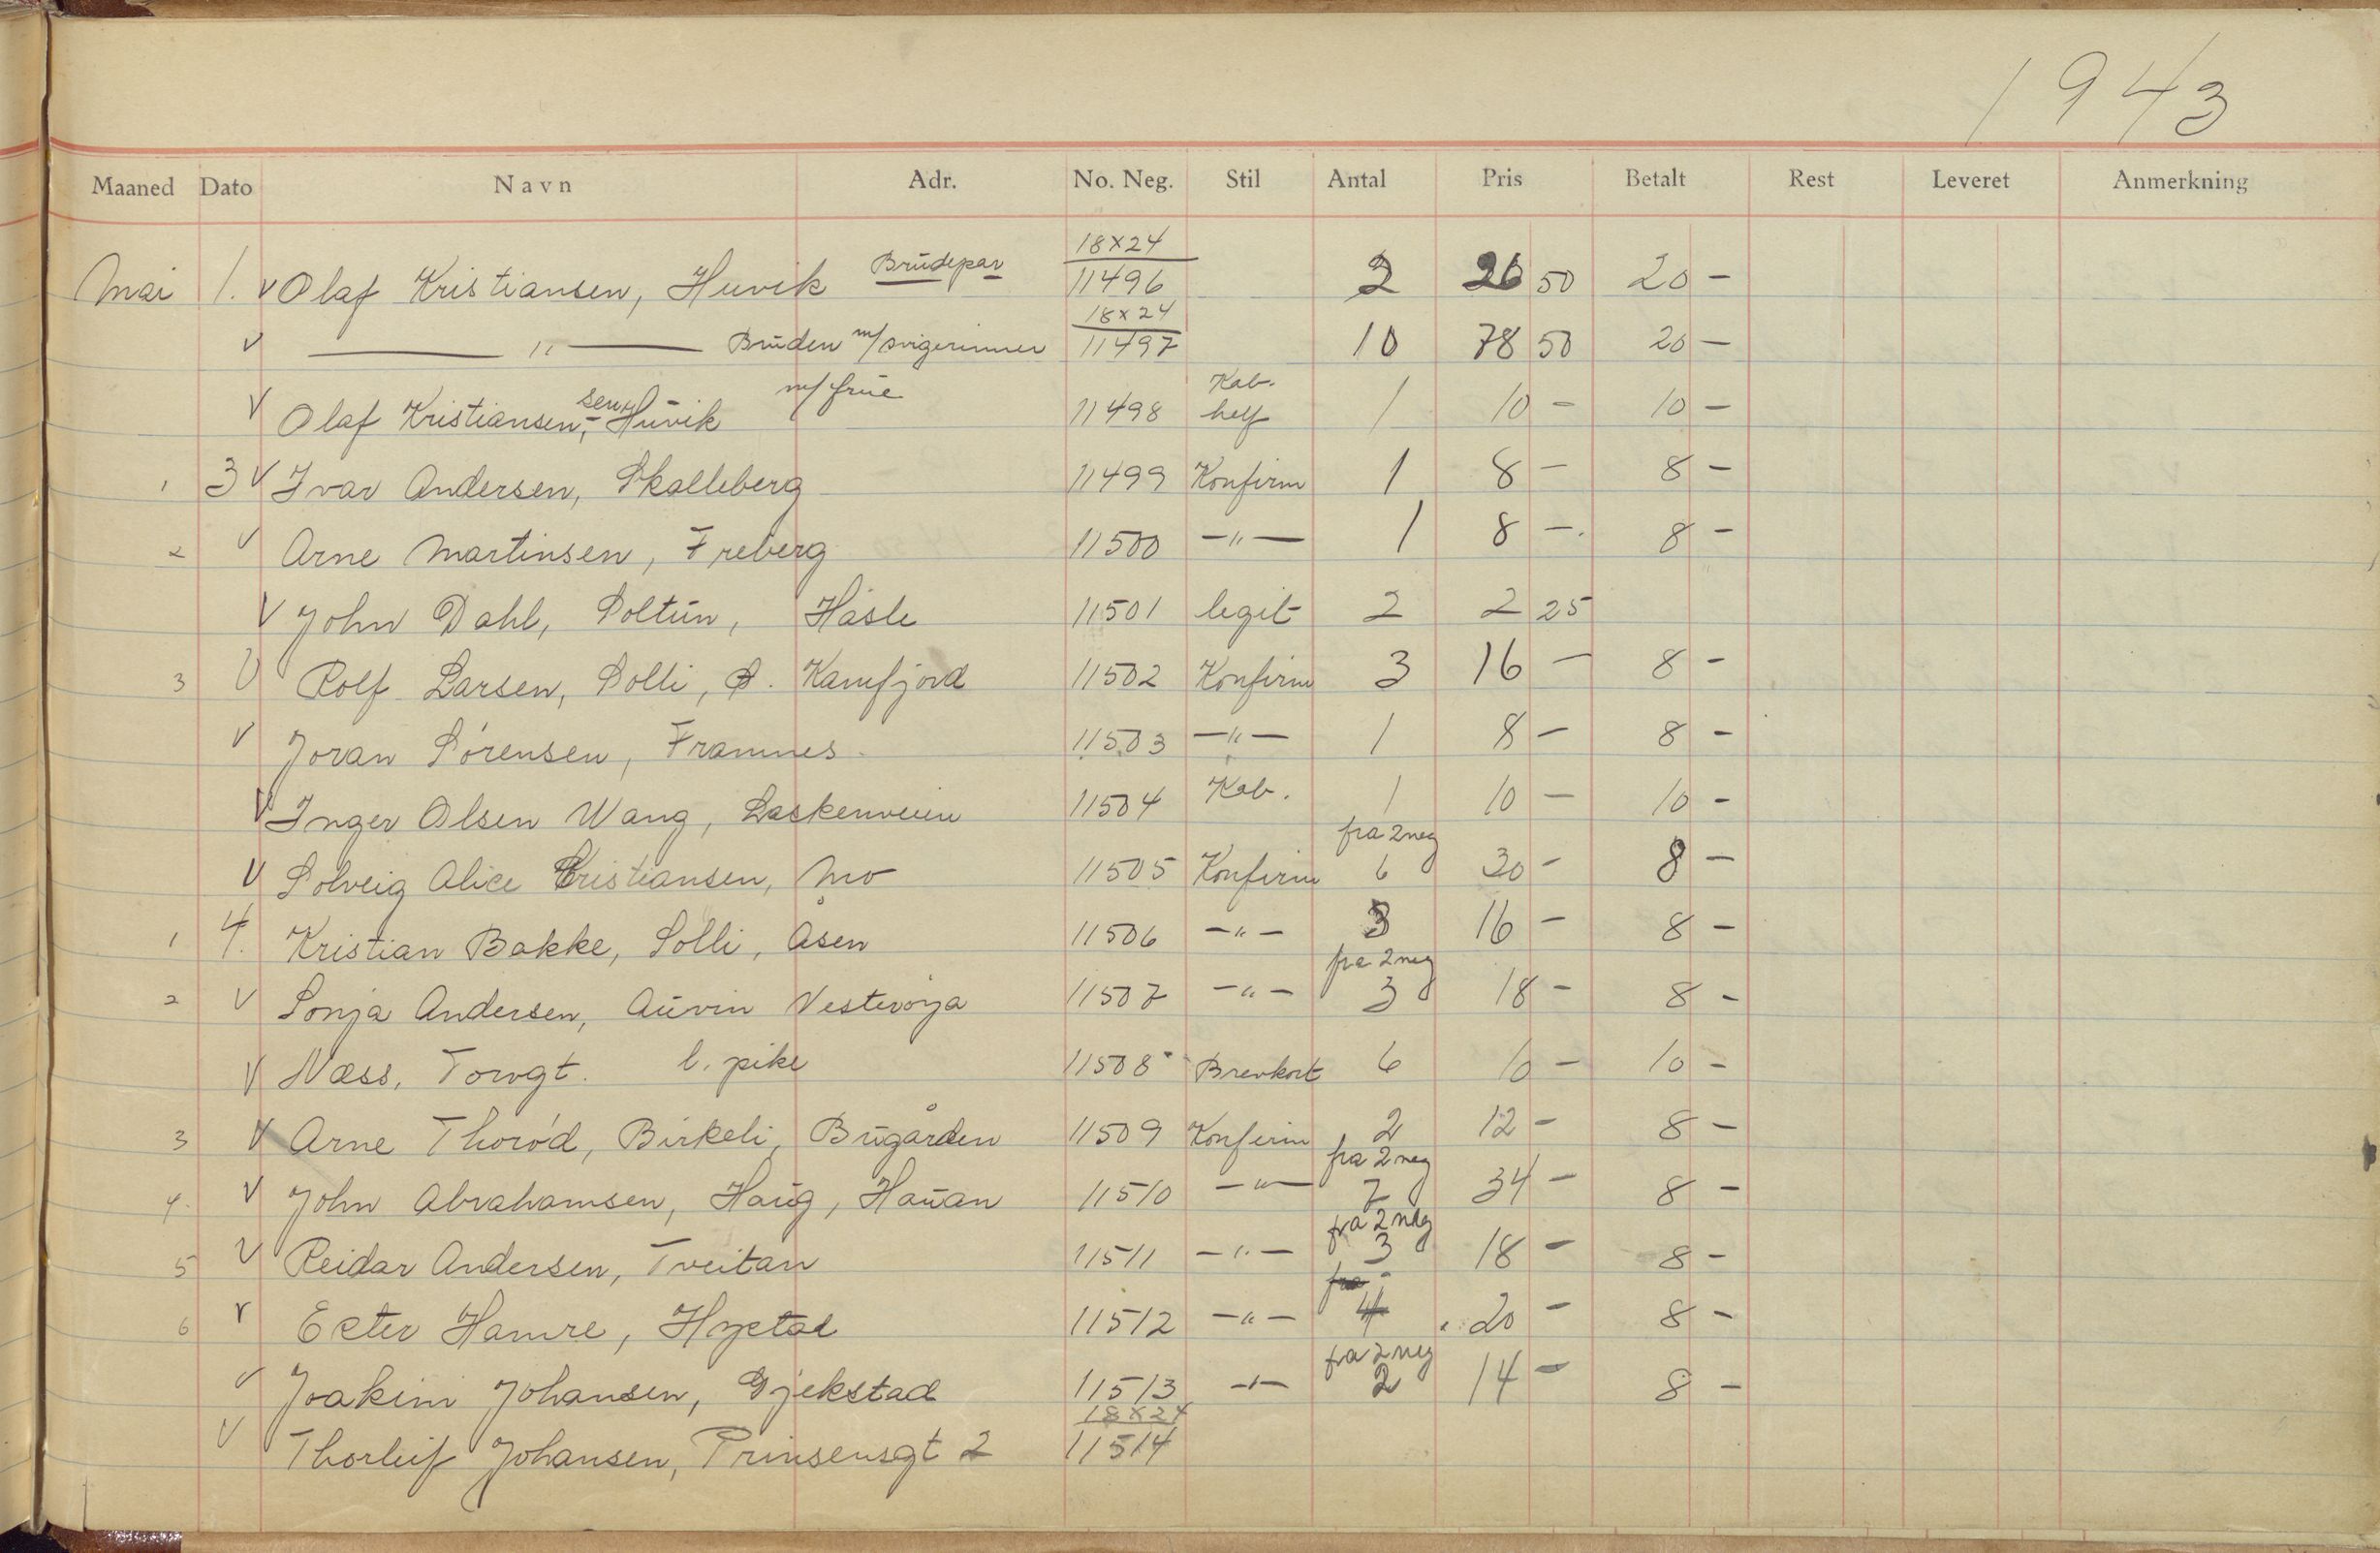 1943
Maaned Dato Navn Adr. No. Neg. Stil Antal Pris Betalt Rest Leveret Anmerkning
18x24
Mai 1. v Olaf Kristiansen, Huvik Brudepar 11496 2 26 50 20 -
18x24
v — " — Bruden m/svigerinner 11497 10 78 50 20 -
m/ frue Kab.
v Olaf Kristiansen, sen. Huvik 11498 helf 1 10 - 10 -
1 3 v Ivar Andersen, Skalleberg 11499 Konfirm 1 8 - 8 -
2 v Arne Martinsen, Freberg 11500 -"- 1 8 - 8 -
v John Dahl, Soltun, Hasle 11501 legit 2 2 25
3 v Rolf Larsen, Solli, S. Kamfjord 11502 Konfirm 3 16 - 8 -
v Joran Sørensen, Framnes 11503 -"- 1 8 - 8 -
v Inger Olsen Wang, Laskenveien 11504 Kab. 1 10 - 10 -
fra 2 neg
v Solveig Alice Kristiansen, Mo 11505 Konfirm 6 30 - 8 -
1 4. Kristian Bakke, Solli, Åsen 11506 -"- 3 16 - 8 -
fra 2 neg
2 v Sonja Andersen, Auvin Vesterøya 11507 -"- 3 18 - 8 -
v Næss, Torvgt. l. pike 11508 Brevkort 6 10 - 10 -
3 v Arne Thorød, Birkeli, Bugården 11509 Konfirm 2 12 - 8 -
fra 2 neg
4. v John Abrahamsen, Haug, Hauan 11510 -"- 7 34 - 8 -
fra 2 neg
5 v Reidar Andersen, Tveitan 11511 -"- 3 18 - 8 -
fra
6 v Ester Hamre, 11512 -"- 4 20 - 8 -
fra 2 neg
v Joakim Johansen, Gjekstad 11513 -"- 2 14 - 8 -
18x24
v Thorleif Johansen, Prinsensgt 2 11514